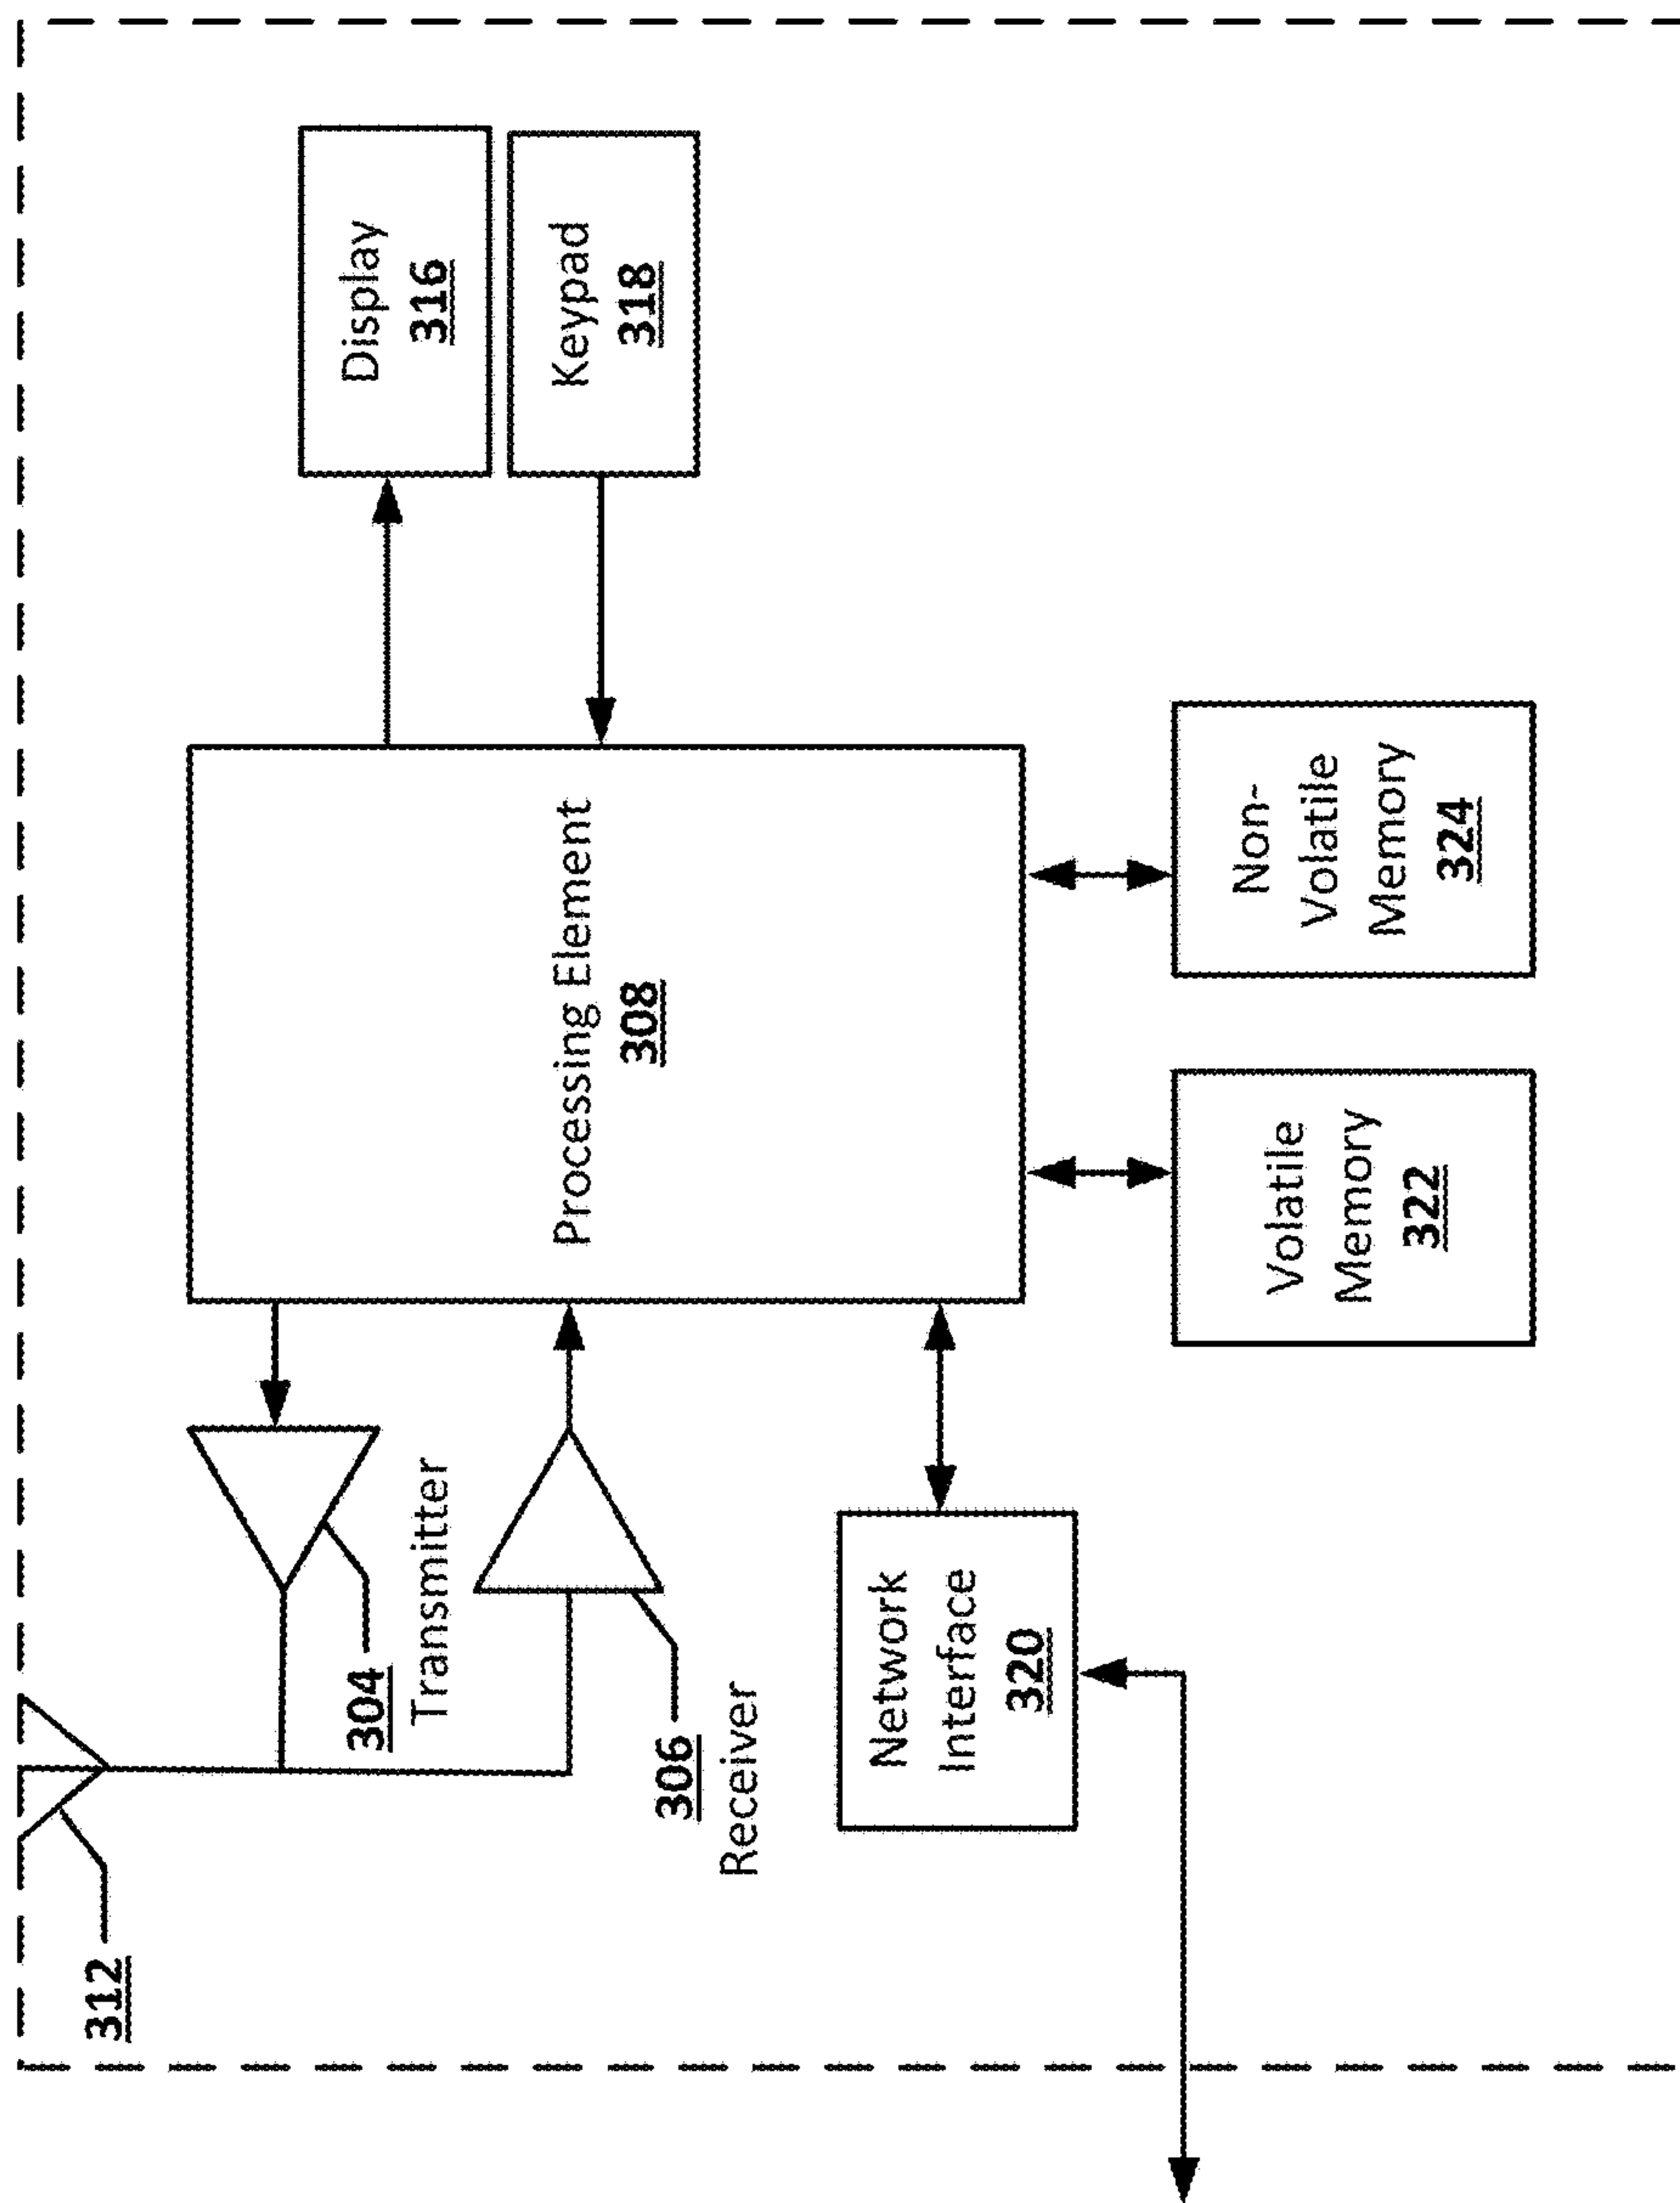 312
304
Transmitter
306
Receiver
Network
Interface
320
Processing Element
308
Display
316
Keypad
318
Volatile
Memory
322
Non-
Volatile
Memory
324